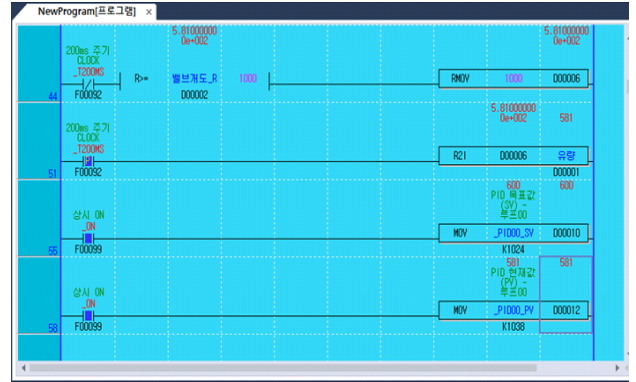 NewProgram[프로그램] ×
5.81000000
0e+002
5.81000000
0e+002
200ms 주기
CLOCK
_T200MS
R>= 밸브개도_R 1000
RMOV 1000 D00006
44 F00092 D00002
5.81000000
0e+002 581
200ms 주기
CLOCK
_T200MS
P
R2I D00006 유량
51 F00092 D00001
600 600
PID 목표값
(SV) -
루프00
상시 ON
_ON
MOV _PID00_SV D00010
55 F00099 K1024
581 581
PID 현재값
(PV) -
루프00
상시 ON
_ON
MOV _PID00_PV D00012
58 F00099 K1038